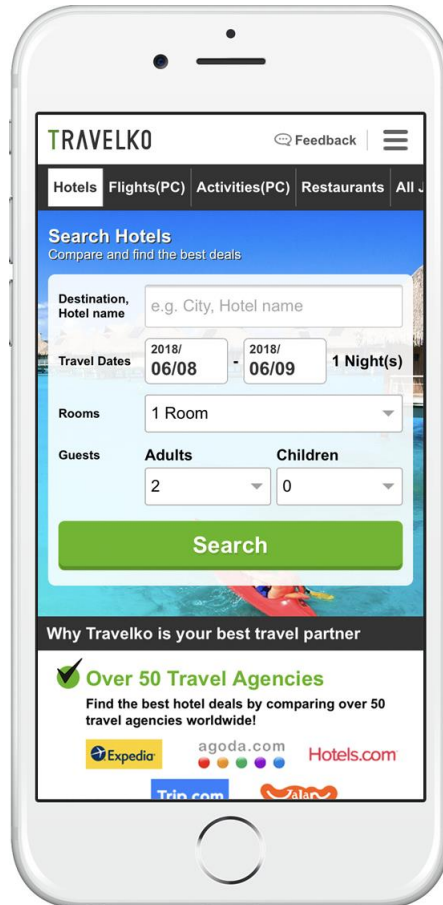 TRAVELKO
Feedback
Hotels Flights(PC) Activities(PC) Restaurants All
Search Hotels
Compare and find the best deals
Destination,
Hotel name
e.g. City, Hotel name
Travel Dates
2018/
06/08
-
2018/
06/09
1 Night(s)
Rooms
1 Room
Guests
Adults
Children
2
0
Search
Why Travelko is your best travel partner
Over 50 Travel Agencies
Find the best hotel deals by comparing over 50
travel agencies worldwide!
Expedia
agoda.com
Hotels.com
Trip.com
Jalan